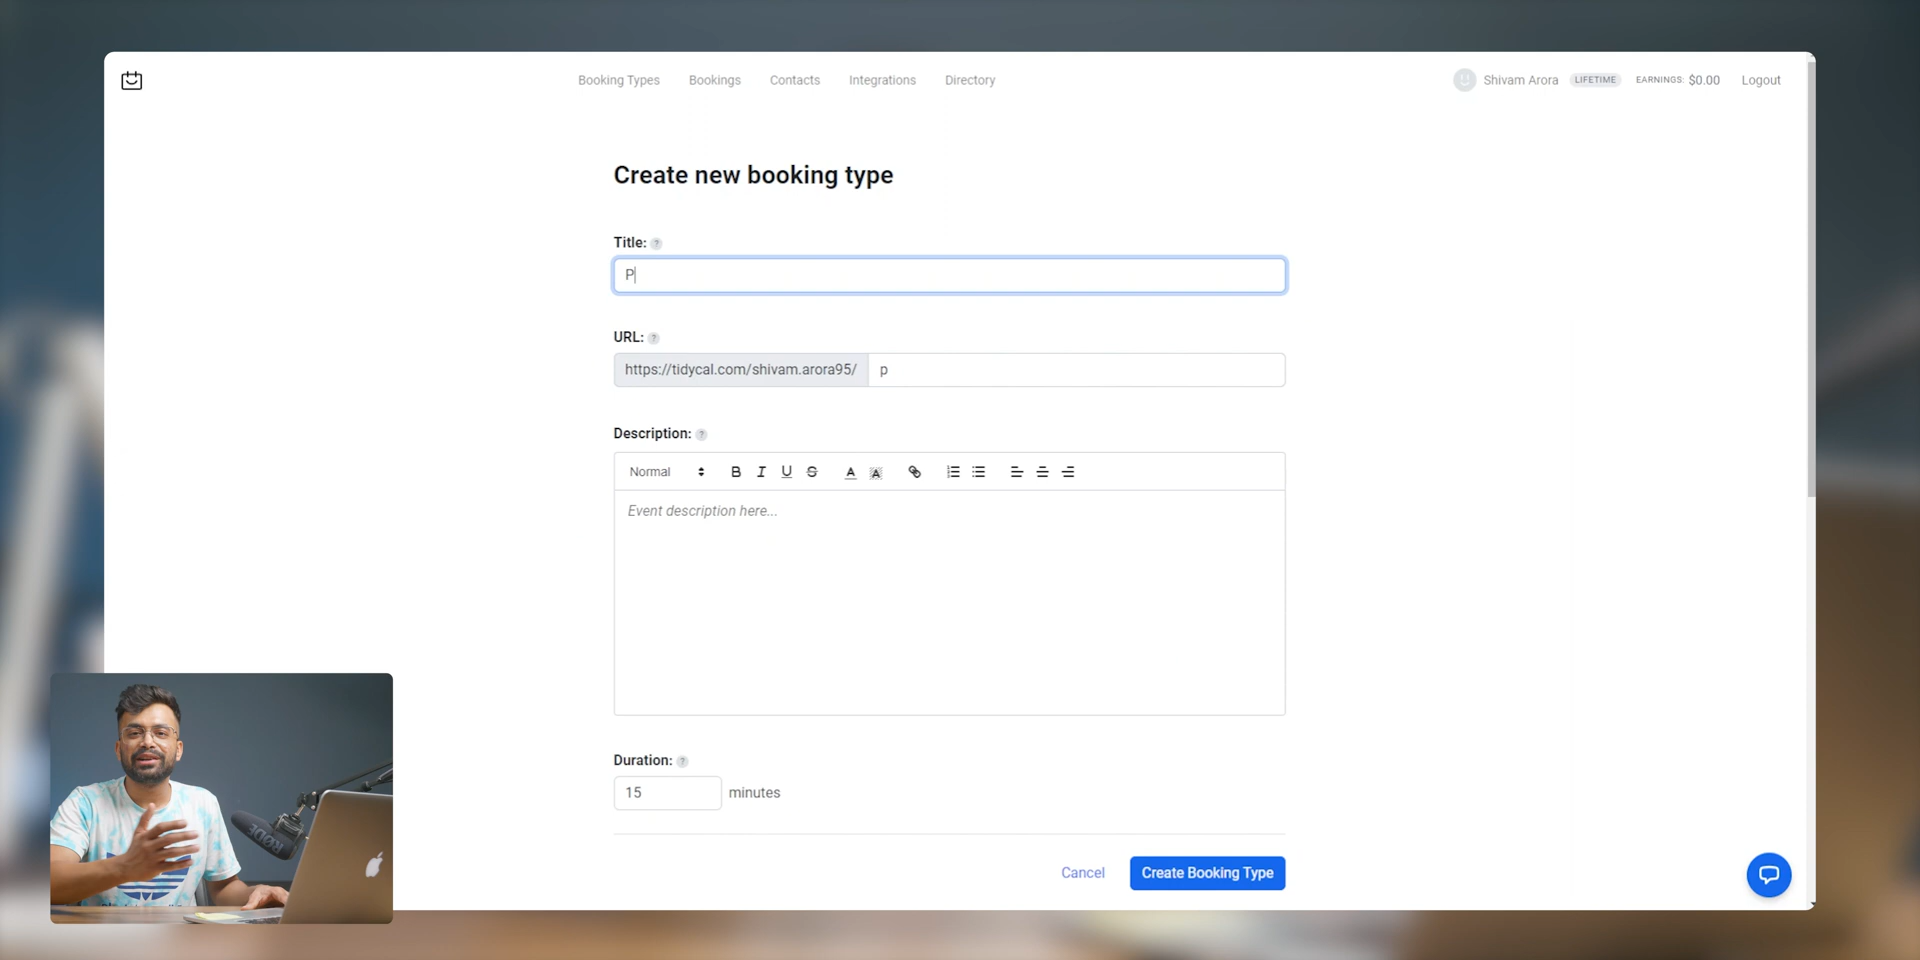 Booking Types Bookings Contacts Integrations Directory Shivam Arora LIFETIME EARNINGS: $0.00 Logout
Create new booking type
Title: ?
P
URL: ?
https://tidycal.com/shivam.arora95/ p
Description: ?
Normal B I U S A A
Event description here...
Duration: ?
15 minutes
Cancel Create Booking Type
RØDE